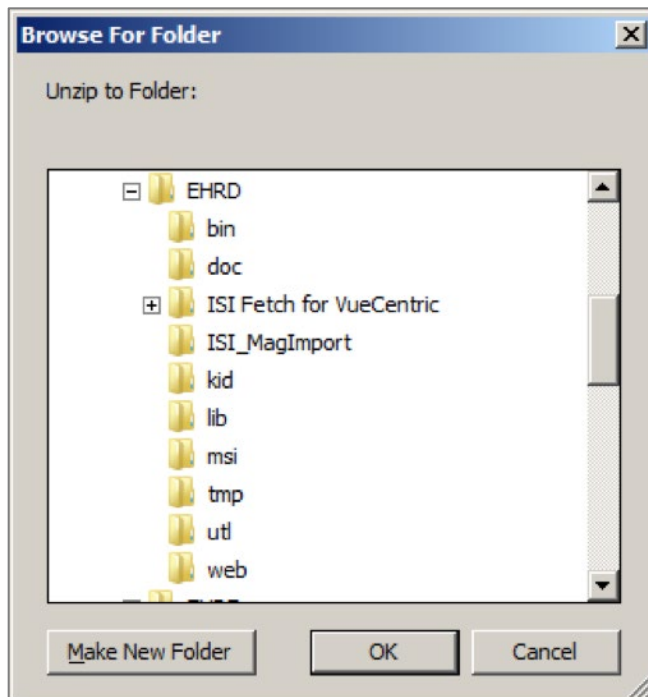 Browse For Folder
Unzip to Folder:
EHRD
bin
doc
ISI Fetch for VueCentric
ISI_MagImport
kid
lib
msi
tmp
utl
web
Make New Folder
OK
Cancel